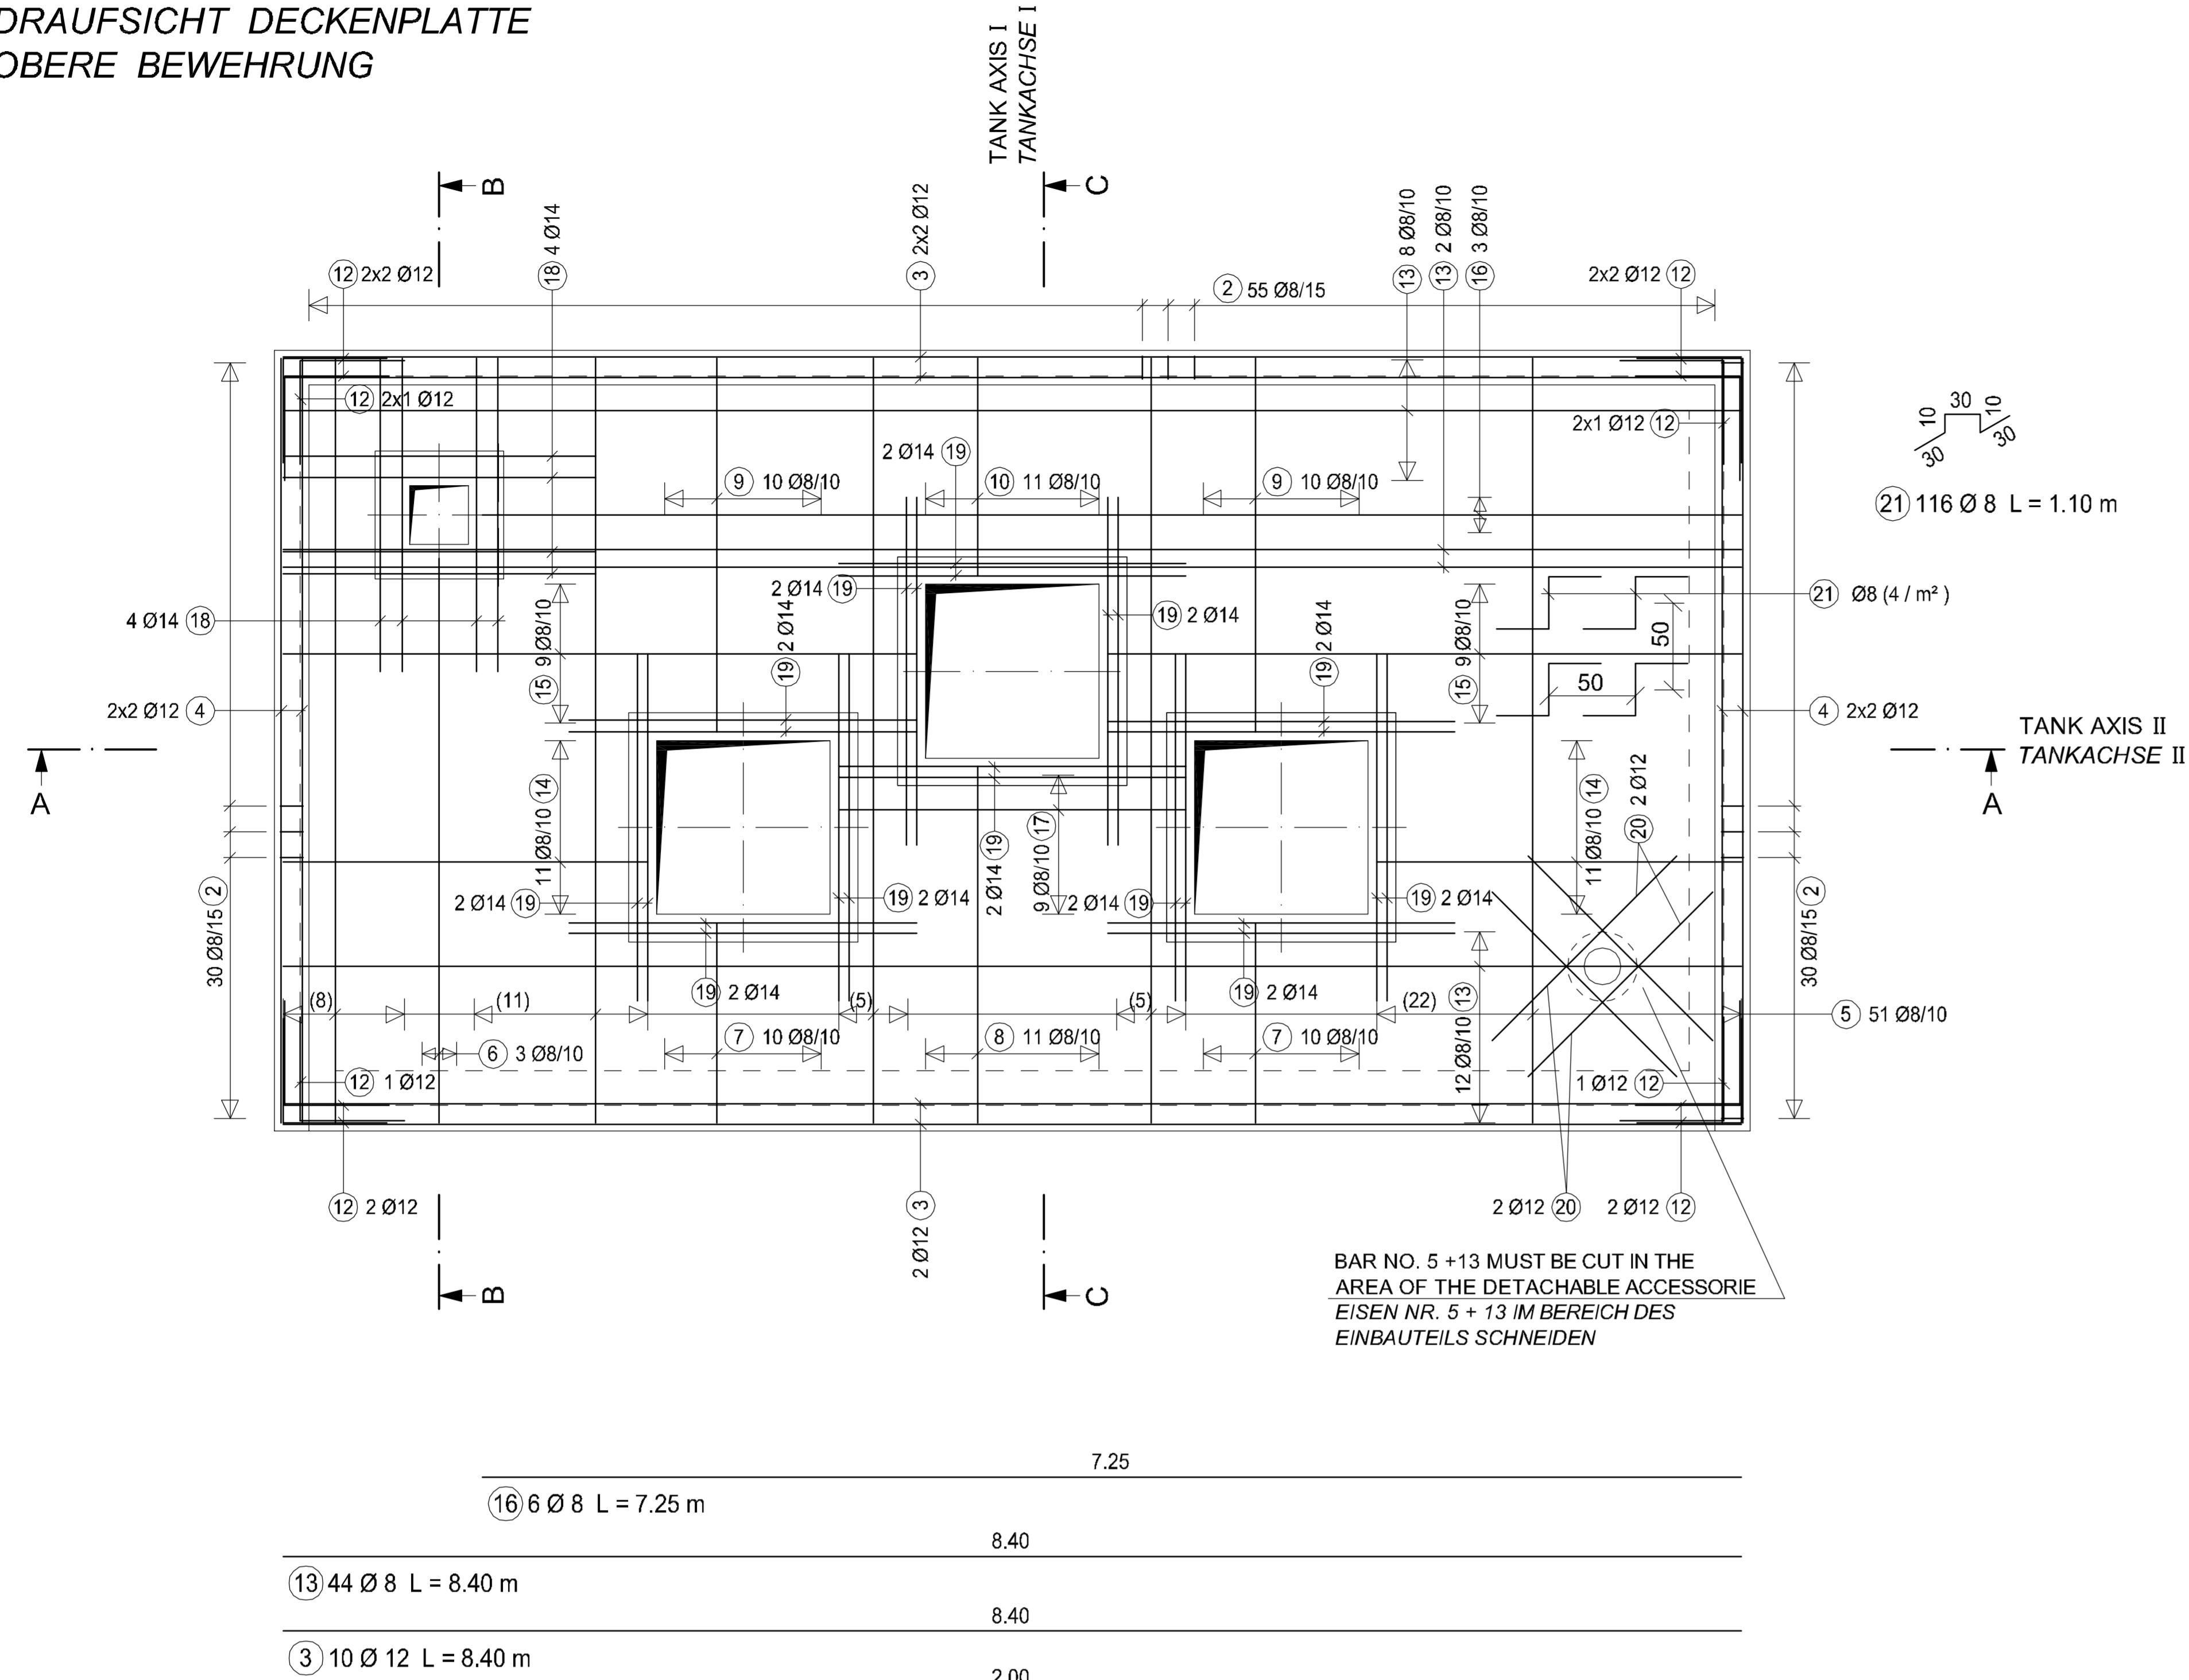 DRAUFSICHT DECKENPLATTE
OBERE BEWEHRUNG
TANK AXIS I
TANKACHSE I
B
C
12 2x2 Ø12
18 4 Ø14
3 2x2 Ø12
2 55 Ø8/15
13 8 Ø8/10
13 2 Ø8/10
16 3 Ø8/10
2x2 Ø12 12
12 2x1 Ø12
2x1 Ø12 12
10 30 10
30 30
21 116 Ø 8 L = 1.10 m
2 Ø14 19
9 10 Ø8/10
10 11 Ø8/10
9 10 Ø8/10
2 Ø14 19
19 2 Ø14
21 Ø8 (4 / m² )
4 Ø14 18
15 9 Ø8/10
19 2 Ø14
19 2 Ø14
15 9 Ø8/10
50
50
2x2 Ø12 4
4 2x2 Ø12
TANK AXIS II
TANKACHSE II
A
A
11 Ø8/10 14
2 Ø14 19
9 Ø8/10 17
11 Ø8/10 14
20 2 Ø12
30 Ø8/15 2
2 Ø14 19
19 2 Ø14
2 Ø14 19
19 2 Ø14
30 Ø8/15 2
19 2 Ø14
19 2 Ø14
(8)
(11)
(5)
(5)
(22)
5 51 Ø8/10
12 Ø8/10 13
6 3 Ø8/10
7 10 Ø8/10
8 11 Ø8/10
7 10 Ø8/10
12 1 Ø12
1 Ø12 12
12 2 Ø12
2 Ø12 3
2 Ø12 20
2 Ø12 12
B
C
BAR NO. 5 +13 MUST BE CUT IN THE
AREA OF THE DETACHABLE ACCESSORIE
EISEN NR. 5 + 13 IM BEREICH DES
EINBAUTEILS SCHNEIDEN
7.25
16 6 Ø 8 L = 7.25 m
8.40
13 44 Ø 8 L = 8.40 m
8.40
3 10 Ø 12 L = 8.40 m
2.00